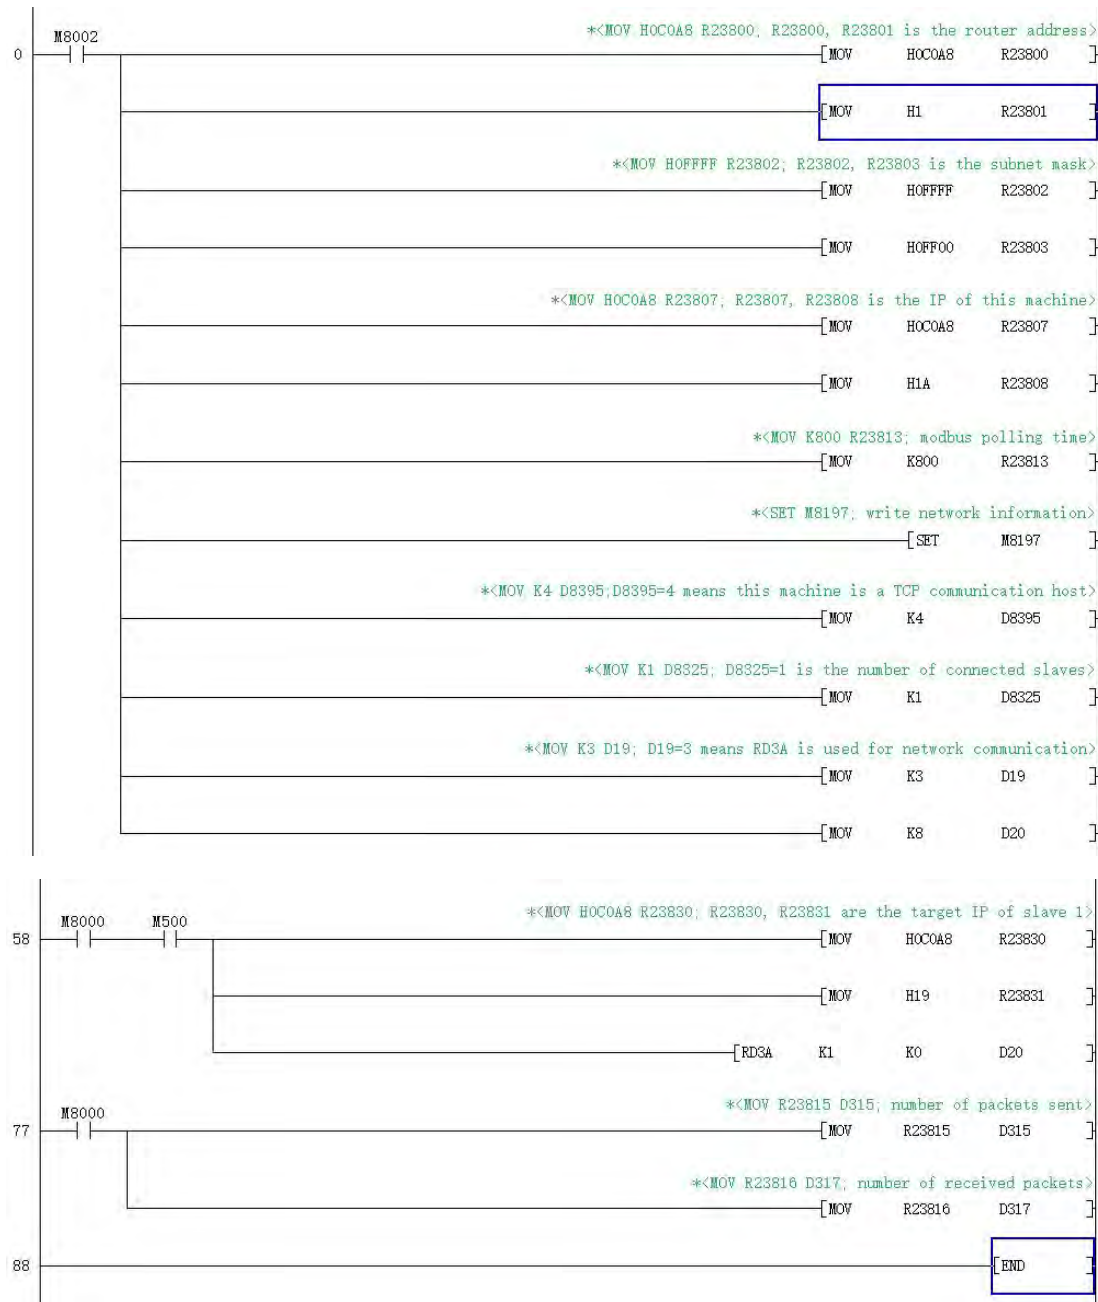 *<MOV H0C0A8 R23800; R23800, R23801 is the router address>
M8002
0 [MOV H0C0A8 R23800 ]
[MOV H1 R23801 ]
*<MOV H0FFFF R23802; R23802, R23803 is the subnet mask>
[MOV H0FFFF R23802 ]
[MOV H0FF00 R23803 ]
*<MOV H0C0A8 R23807; R23807, R23808 is the IP of this machine>
[MOV H0C0A8 R23807 ]
[MOV H1A R23808 ]
*<MOV K800 R23813; modbus polling time>
[MOV K800 R23813 ]
*<SET M8197; write network information>
[SET M8197 ]
*<MOV K4 D8395;D8395=4 means this machine is a TCP communication host>
[MOV K4 D8395 ]
*<MOV K1 D8325; D8325=1 is the number of connected slaves>
[MOV K1 D8325 ]
*<MOV K3 D19; D19=3 means RD3A is used for network communication>
[MOV K3 D19 ]
[MOV K8 D20 ]
*<MOV H0C0A8 R23830; R23830, R23831 are the target IP of slave 1>
M8000 M500
58 [MOV H0C0A8 R23830 ]
[MOV H19 R23831 ]
[RD3A K1 K0 D20 ]
*<MOV R23815 D315; number of packets sent>
M8000
77 [MOV R23815 D315 ]
*<MOV R23816 D317; number of received packets>
[MOV R23816 D317 ]
88 [END ]